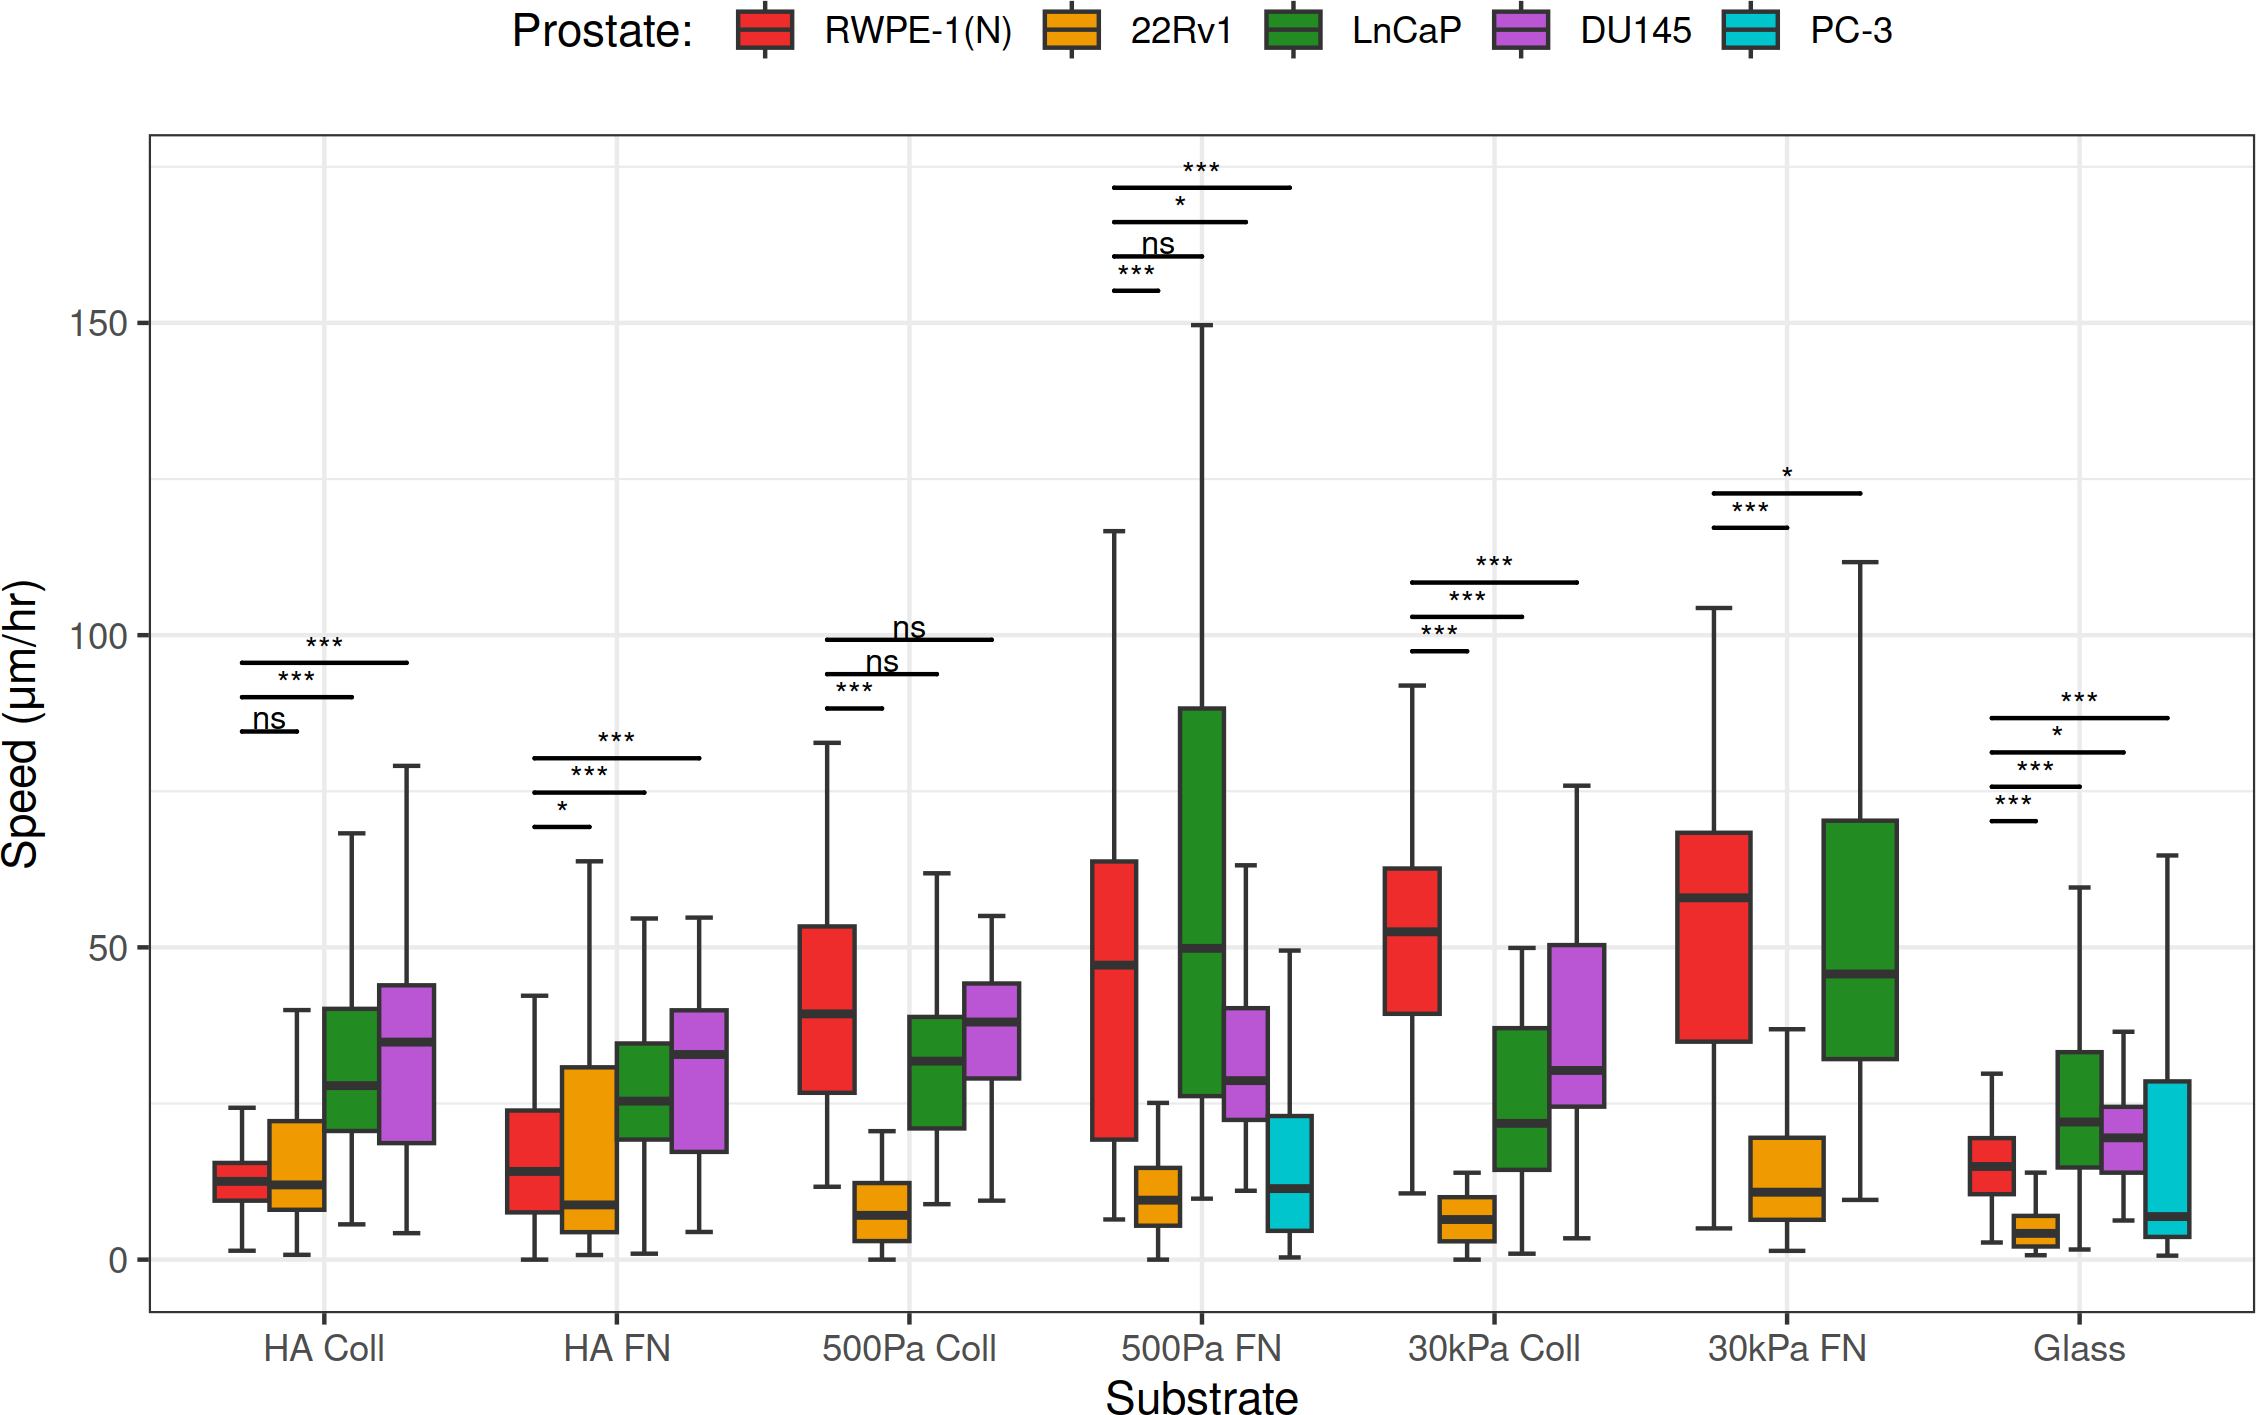 Prostate: RWPE-1(N) 22Rv1 LnCaP DU145 PC-3
Speed (µm/hr)
150
100
50
0
***
***
ns
***
***
*
ns
ns
***
***
*
ns
***
***
***
***
*
***
***
*
***
***
HA Coll HA FN 500Pa Coll 500Pa FN 30kPa Coll 30kPa FN Glass
Substrate